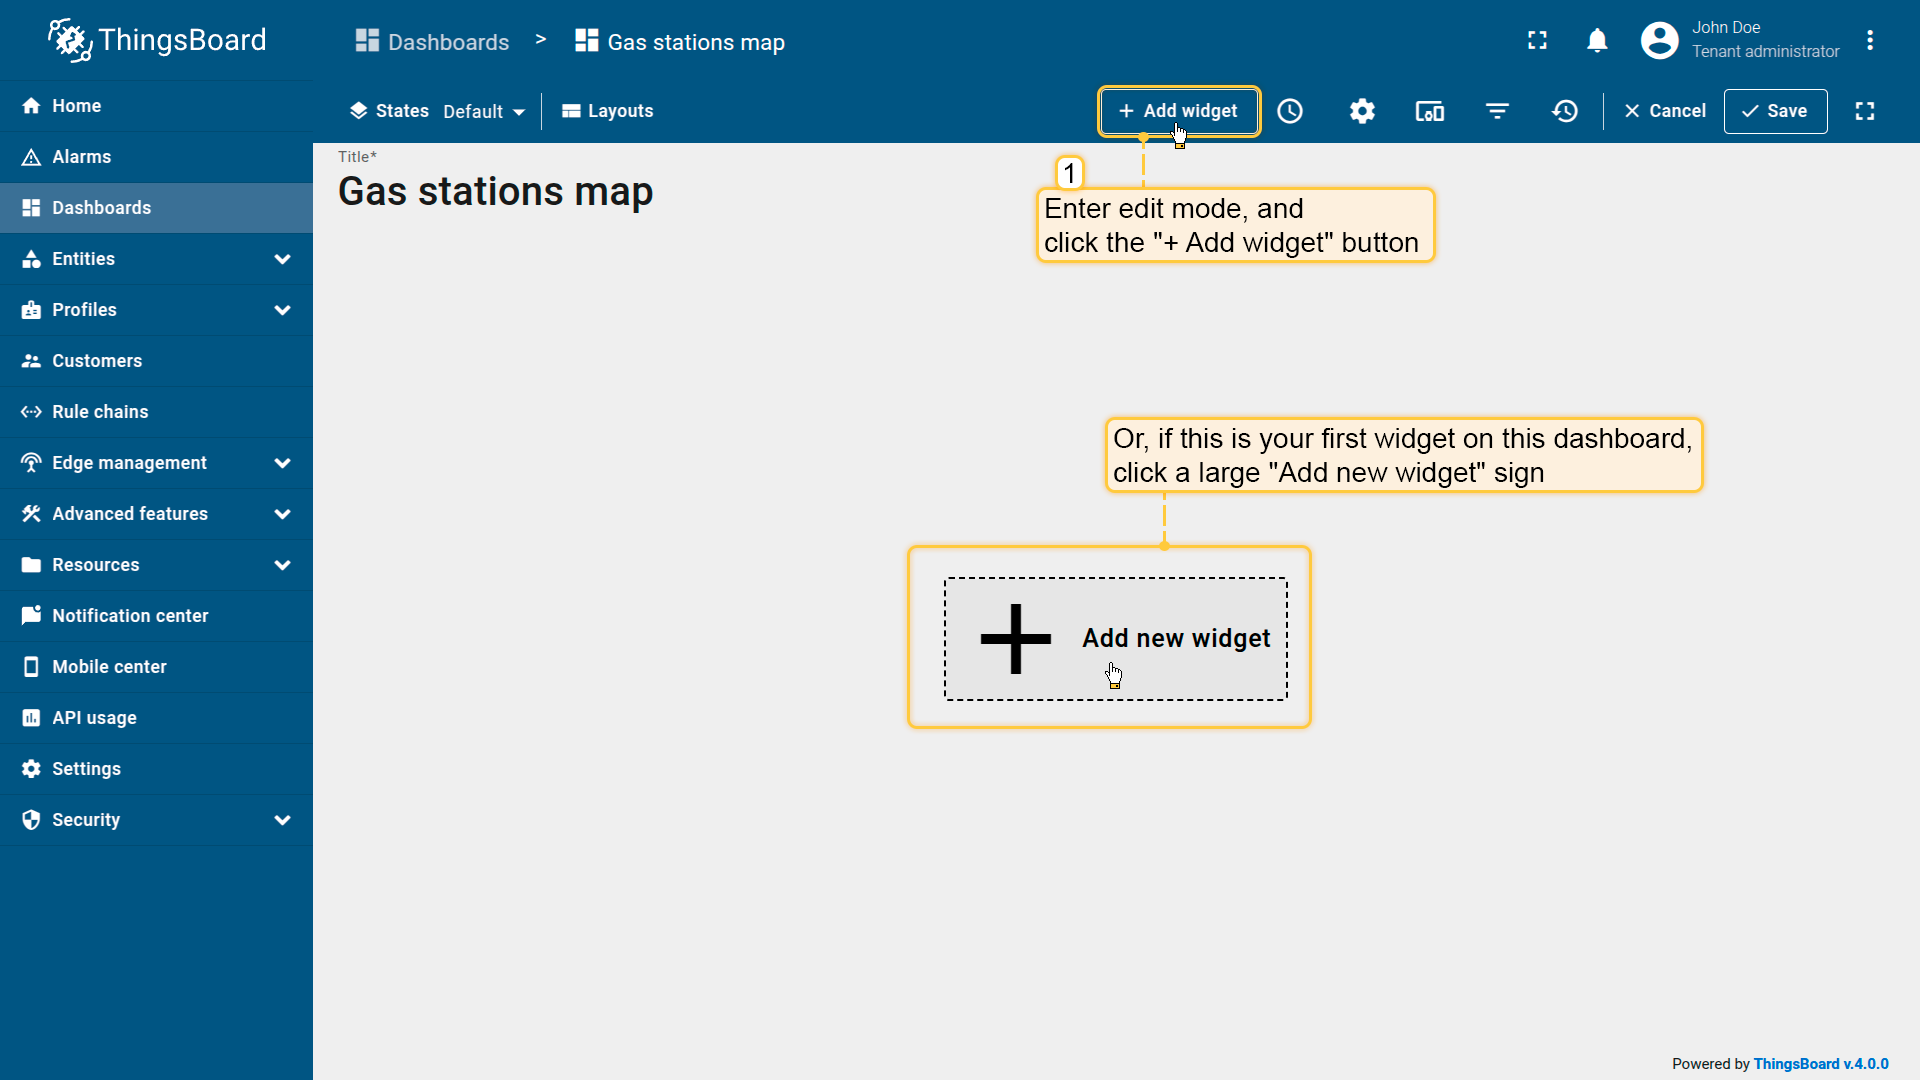 ThingsBoard
Dashboards > Gas stations map
John Doe
Tenant administrator
Home
Alarms
Dashboards
Entities
Profiles
Customers
Rule chains
Edge management
Advanced features
Resources
Notification center
Mobile center
API usage
Settings
Security
States Default Layouts
+ Add widget
Cancel
Save
Title*
Gas stations map
1
Enter edit mode, and
click the "+ Add widget" button
Or, if this is your first widget on this dashboard,
click a large "Add new widget" sign
Add new widget
Powered by ThingsBoard v.4.0.0